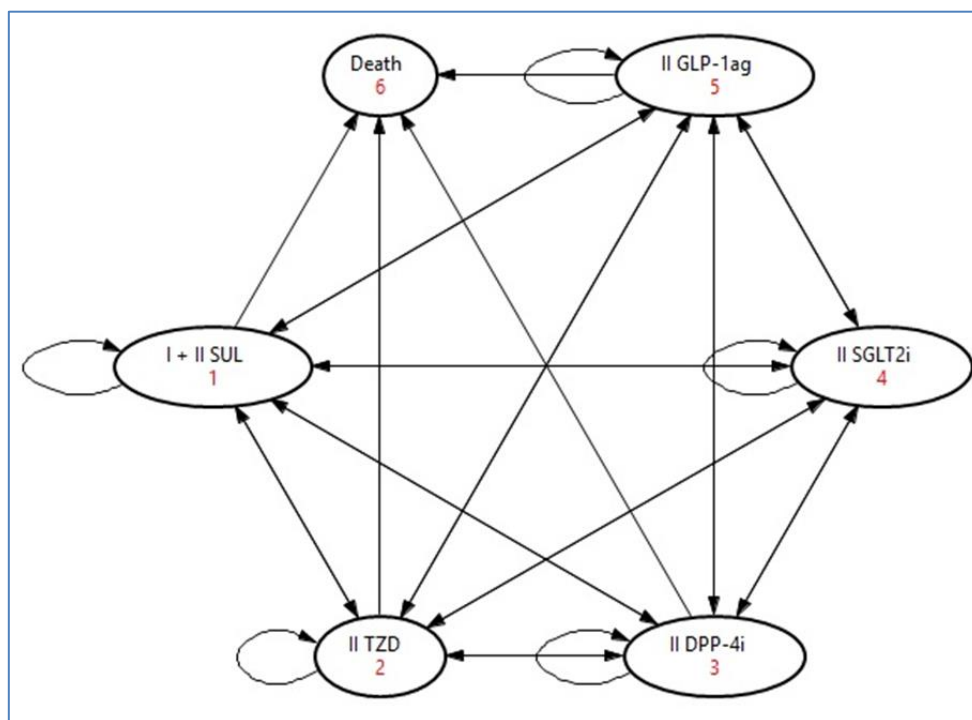 Death
6
II GLP-1ag
5
I + II SUL
1
II SGLT2i
4
II TZD
2
II DPP-4i
3